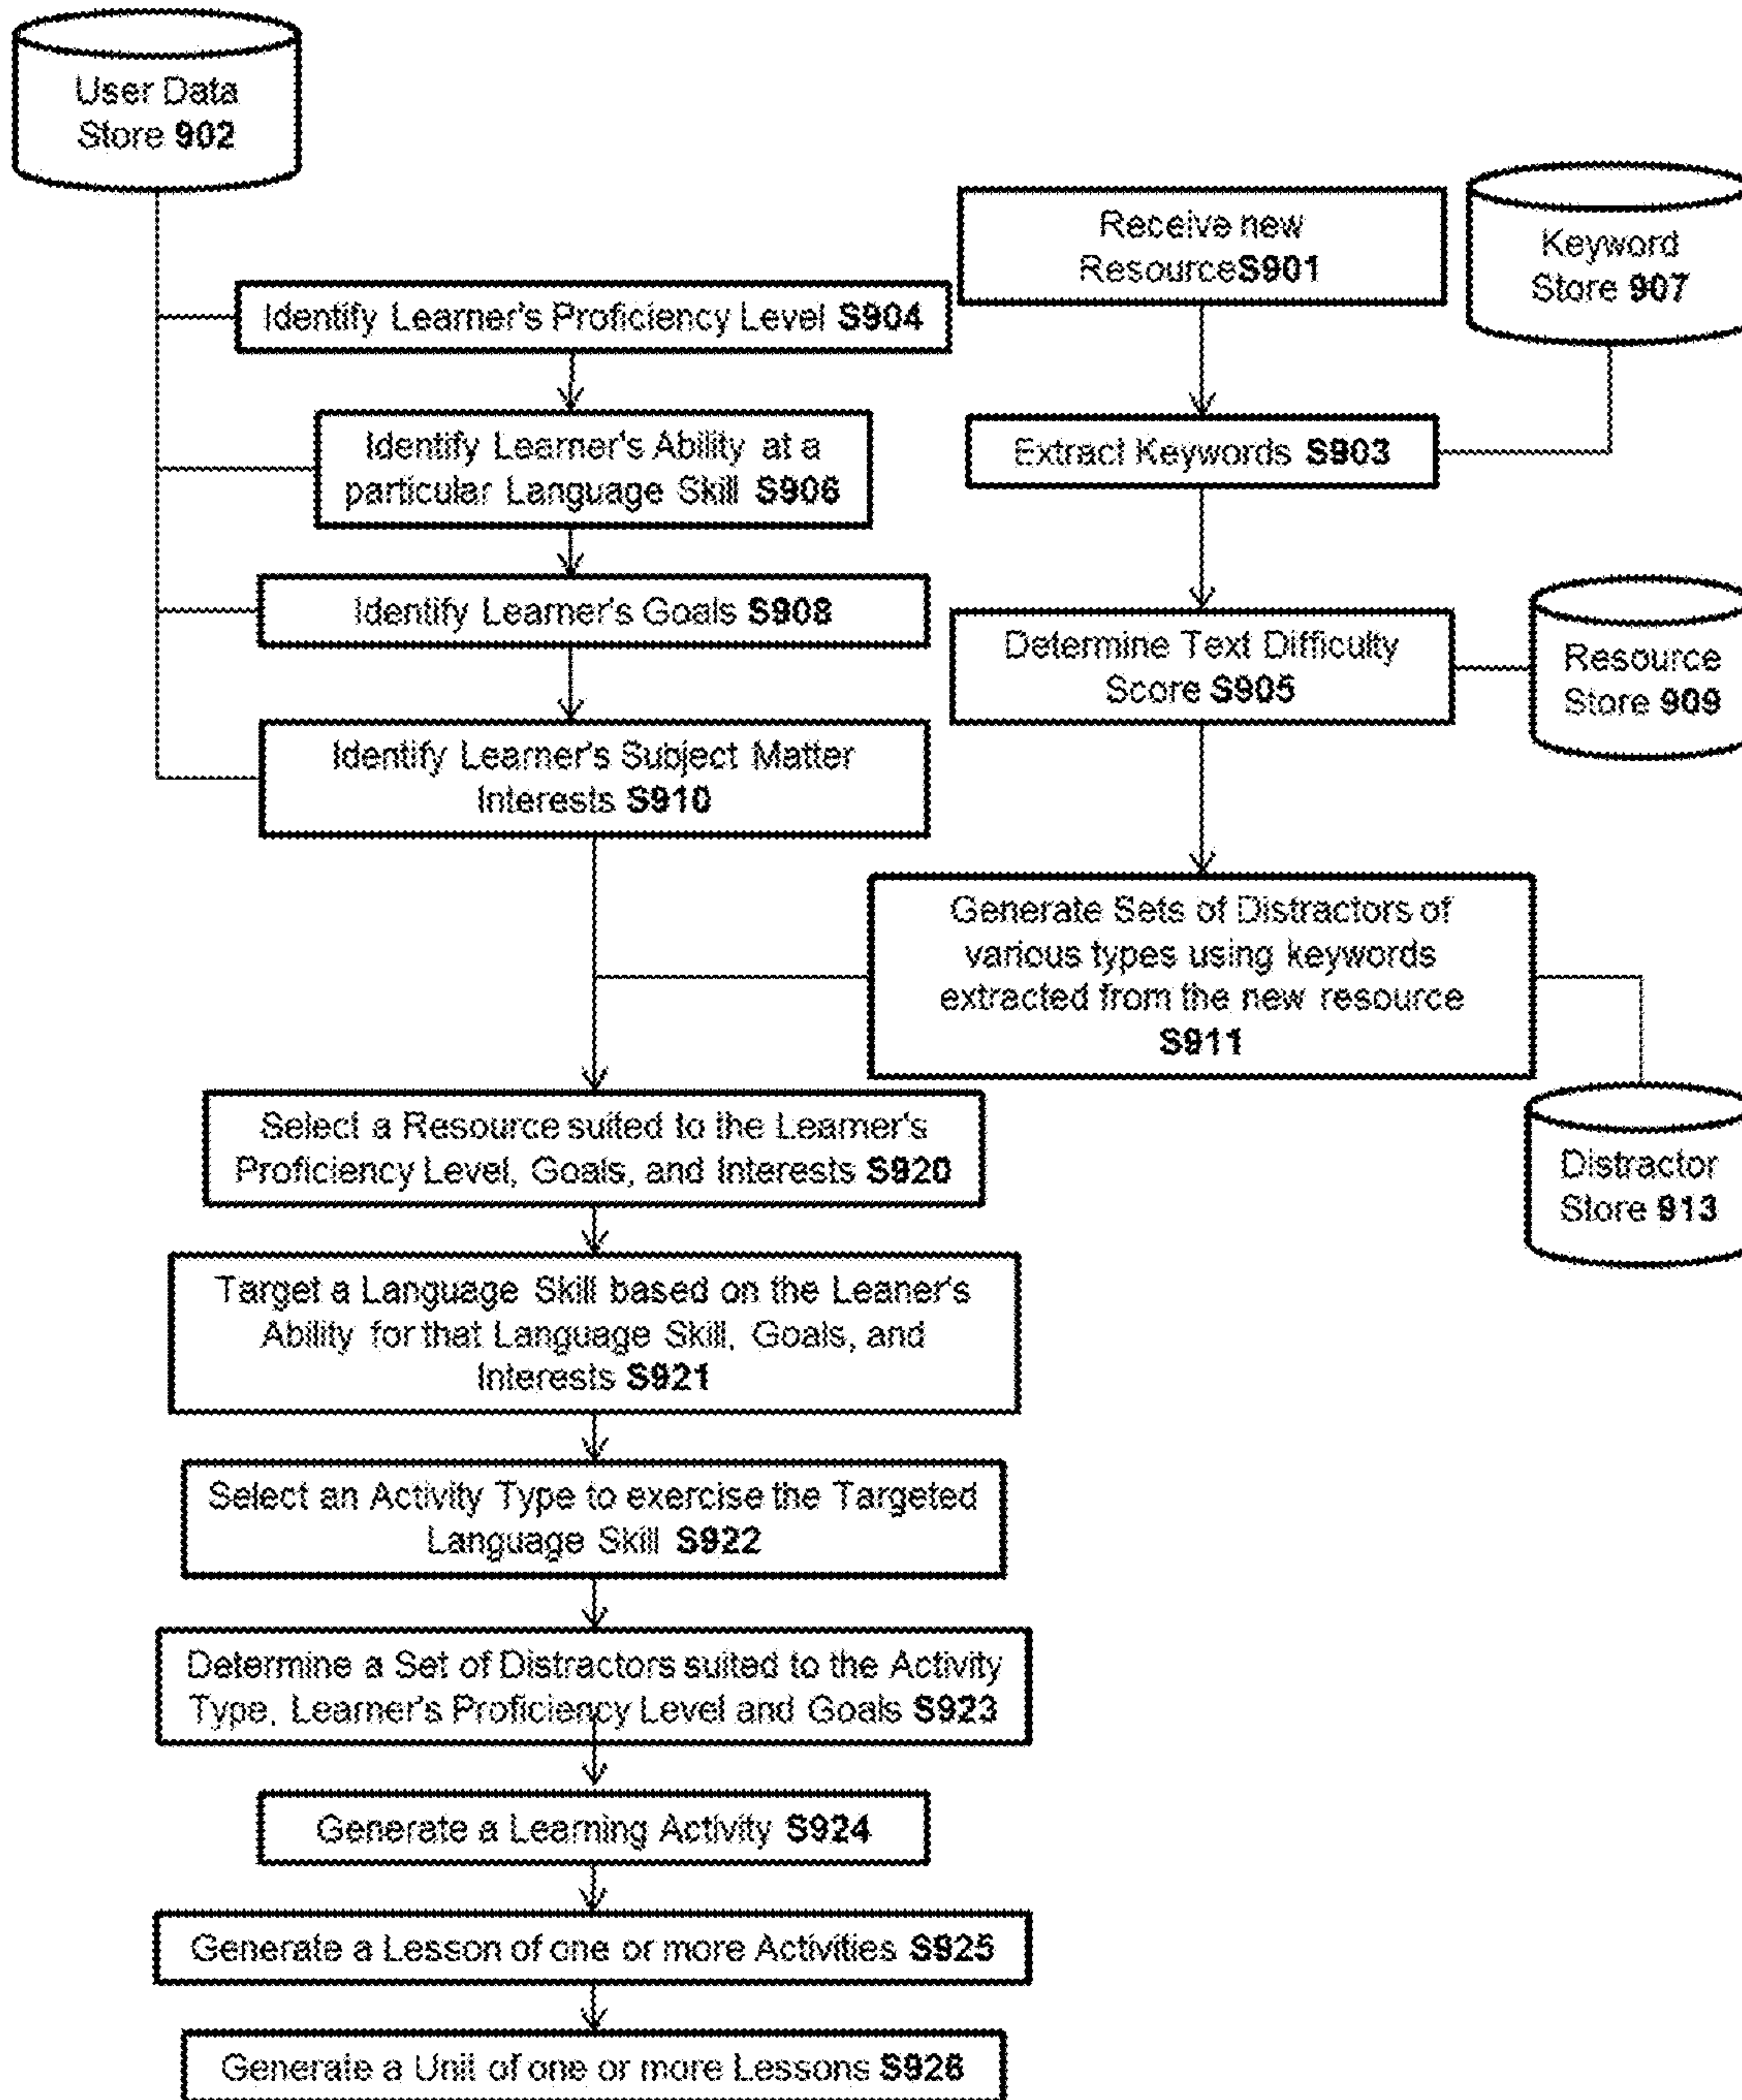 User Data
Store 902
Receive new
ResourceS901
Keyword
Store 907
Identify Learner's Proficiency Level S904
Identify Learner's Ability at a
particular Language Skill S906
Extract Keywords S903
Identify Learner's Goals S908
Determine Text Difficulty
Score S905
Resource
Store 909
Identify Learner's Subject Matter
Interests S910
Generate Sets of Distractors of
various types using keywords
extracted from the new resource
S911
Select a Resource suited to the Learner's
Proficiency Level, Goals, and Interests S920
Distractor
Store 913
Target a Language Skill based on the Leaner's
Ability for that Language Skill, Goals, and
Interests S921
Select an Activity Type to exercise the Targeted
Language Skill S922
Determine a Set of Distractors suited to the Activity
Type, Learner's Proficiency Level and Goals S923
Generate a Learning Activity S924
Generate a Lesson of one or more Activities S925
Generate a Unit of one or more Lessons S926